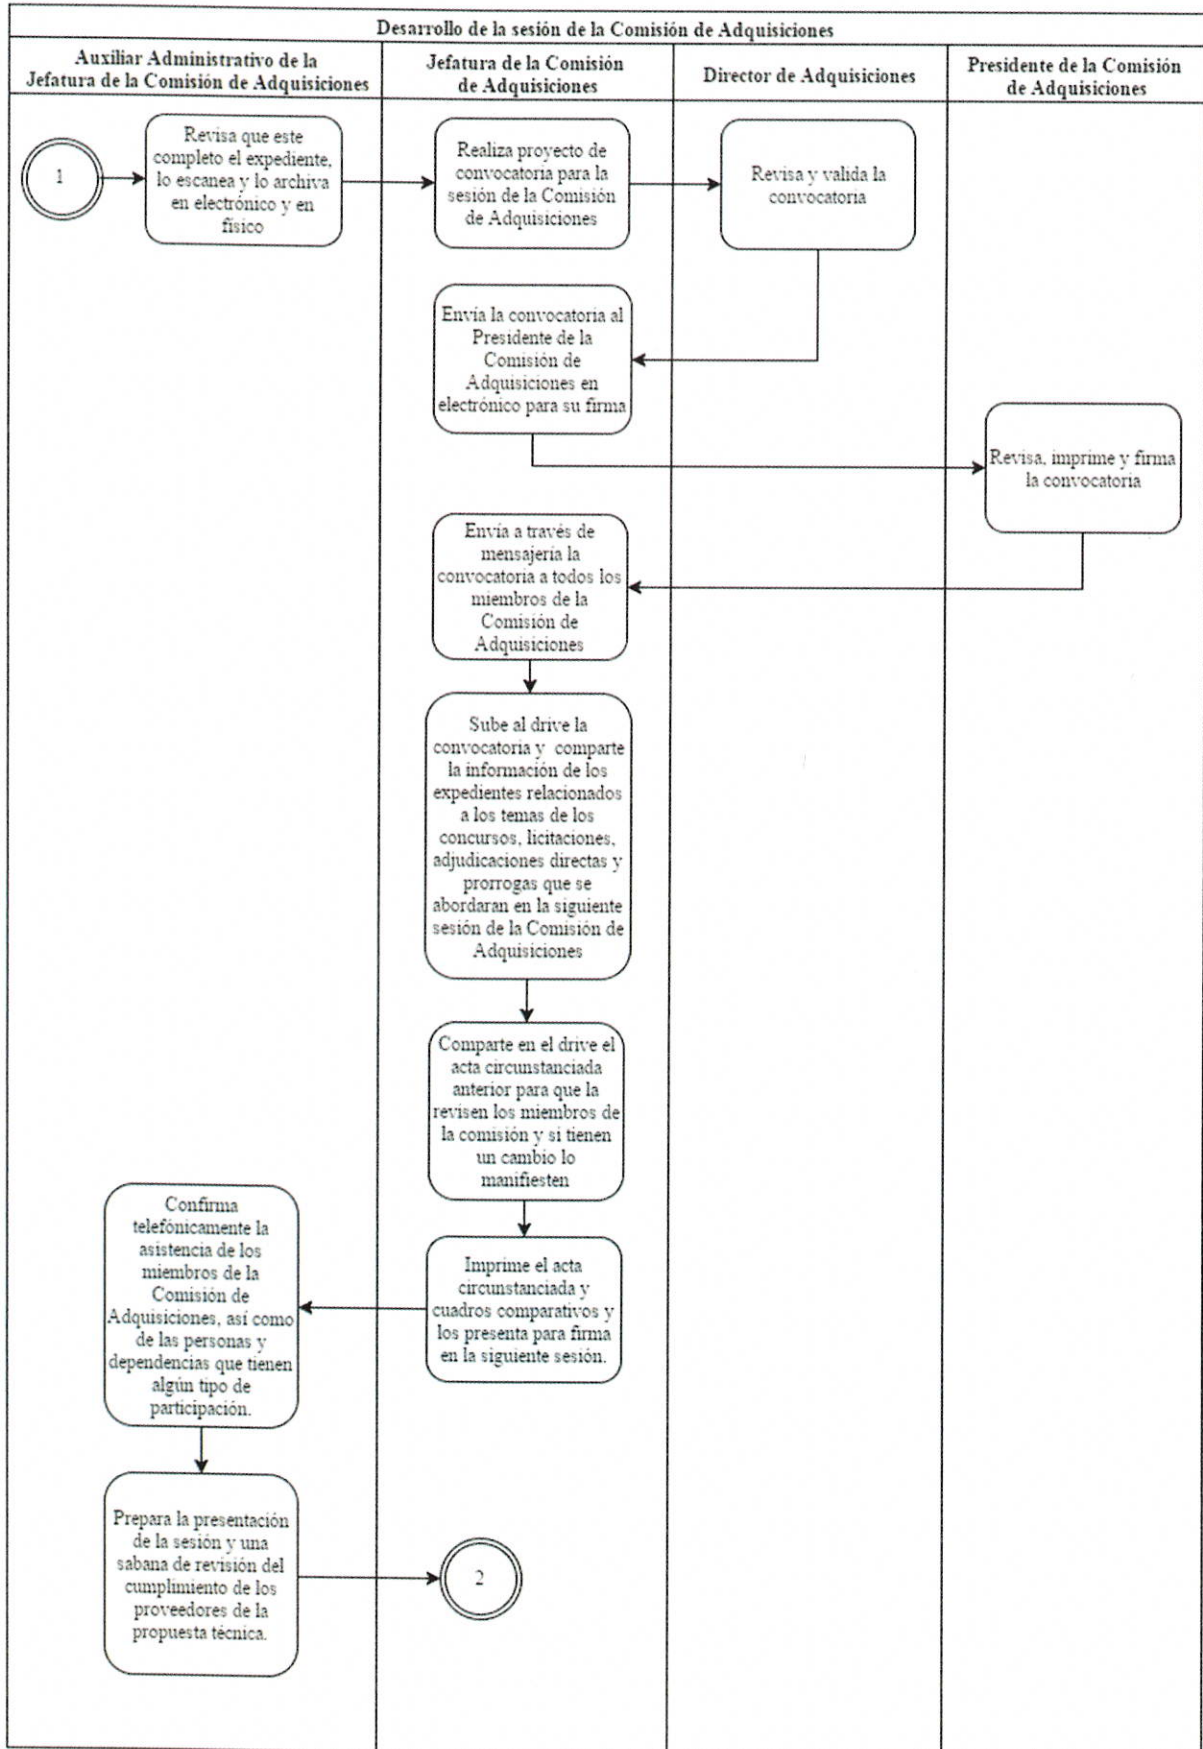 Desarrollo de la sesión de la Comisión de Adquisiciones
Auxiliar Administrativo de la
Jefatura de la Comisión de Adquisiciones
Jefatura de la Comisión
de Adquisiciones
Director de Adquisiciones
Presidente de la Comisión
de Adquisiciones
1
Revisa que este
completo el expediente,
lo escanea y lo archiva
en electrónico y en
físico
Realiza proyecto de
convocatoria para la
sesión de la Comisión
de Adquisiciones
Revisa y valida la
convocatoria
Envía la convocatoria al
Presidente de la
Comisión de
Adquisiciones en
electrónico para su firma
Revisa, imprime y firma
la convocatoria
Envía a través de
mensajería la
convocatoria a todos los
miembros de la
Comisión de
Adquisiciones
Sube al drive la
convocatoria y comparte
la información de los
expedientes relacionados
a los temas de los
concursos, licitaciones,
adjudicaciones directas y
prorrogas que se
abordaran en la siguiente
sesión de la Comisión de
Adquisiciones
Comparte en el drive el
acta circunstanciada
anterior para que la
revisen los miembros de
la comisión y si tienen
un cambio lo
manifiesten
Imprime el acta
circunstanciada y
cuadros comparativos y
los presenta para firma
en la siguiente sesión.
Confirma
telefónicamente la
asistencia de los
miembros de la
Comisión de
Adquisiciones, así como
de las personas y
dependencias que tienen
algún tipo de
participación.
Prepara la presentación
de la sesión y una
sabana de revisión del
cumplimiento de los
proveedores de la
propuesta técnica.
2